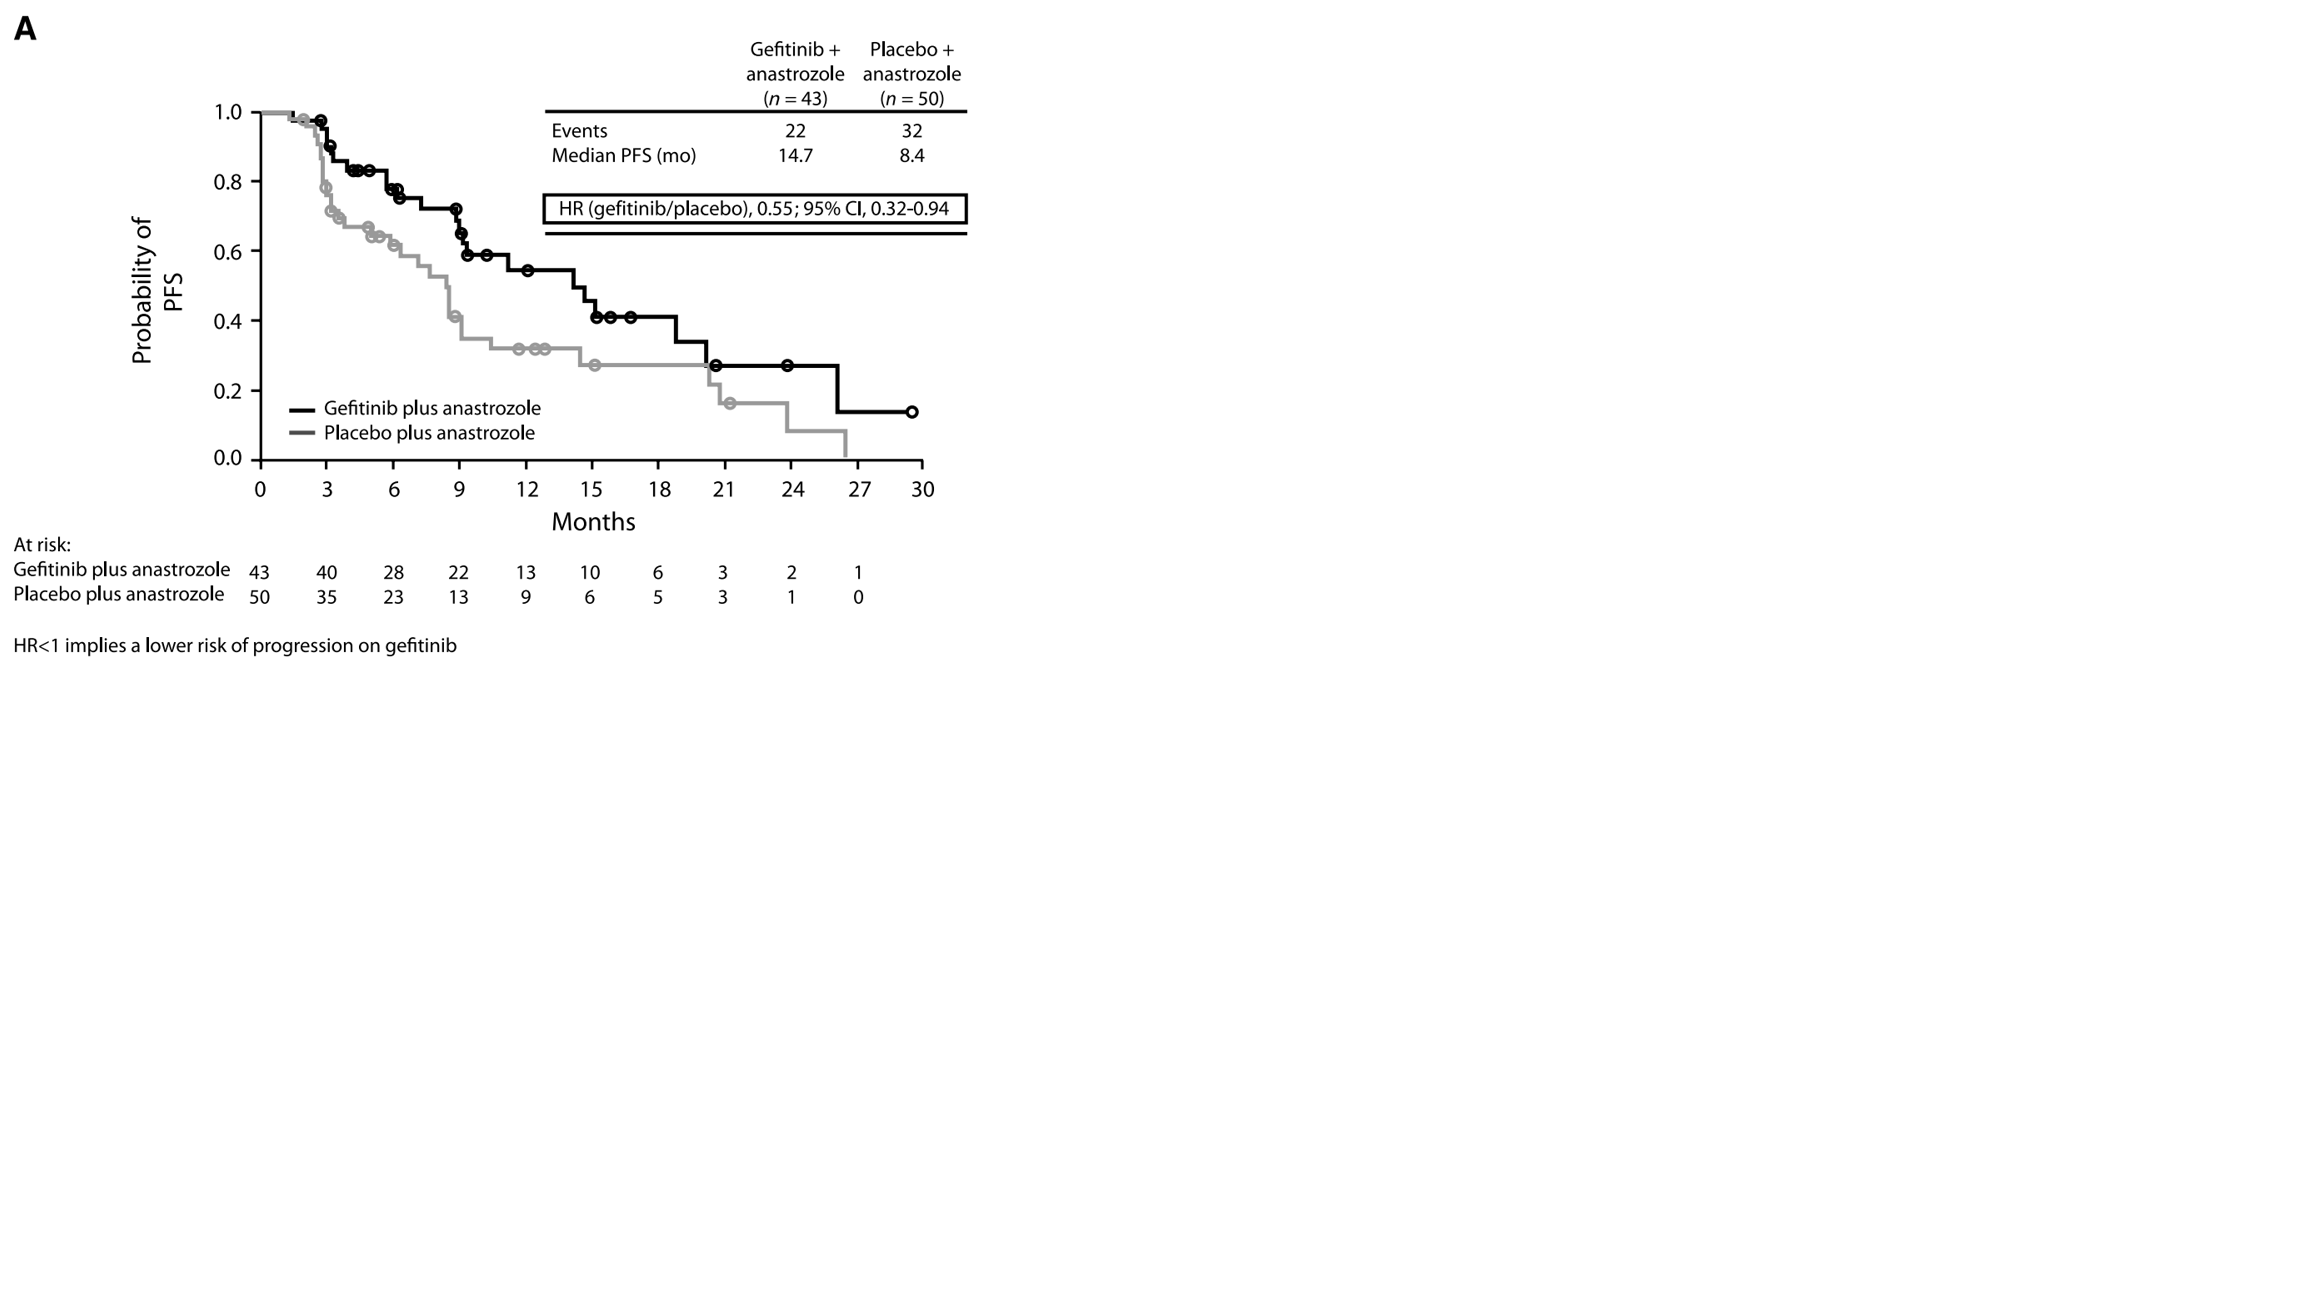 A
Gefitinib + Placebo +
anastrozole anastrozole
(n = 43) (n = 50)
Events 22 32
Median PFS (mo) 14.7 8.4
HR (gefitinib/placebo), 0.55; 95% CI, 0.32-0.94
Probability of
PFS
1.0
0.8
0.6
0.4
0.2
0.0
Gefitinib plus anastrozole
Placebo plus anastrozole
0 3 6 9 12 15 18 21 24 27 30
Months
At risk:
Gefitinib plus anastrozole 43 40 28 22 13 10 6 3 2 1
Placebo plus anastrozole 50 35 23 13 9 6 5 3 1 0
HR<1 implies a lower risk of progression on gefitinib